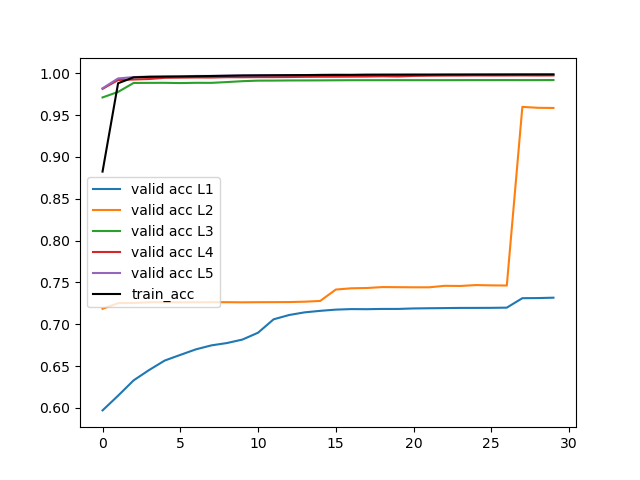 1.00
0.95
0.90
0.85
0.80
0.75
0.70
0.65
0.60
valid acc L1
valid acc L2
valid acc L3
valid acc L4
valid acc L5
train_acc
0 5 10 15 20 25 30